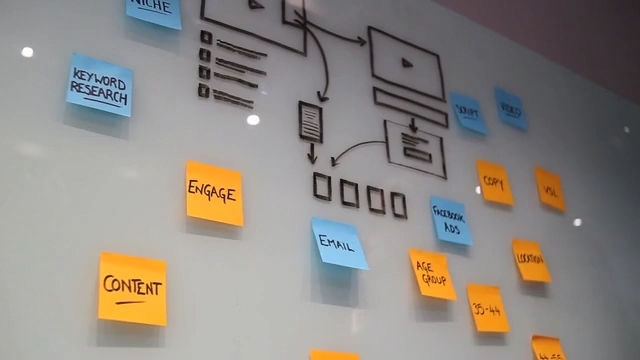 NICHE
KEYWORD
RESEARCH
ENGAGE
CONTENT
EMAIL
SCRIPT
VIDEO
COPY
VSL
FACEBOOK
ADS
AGE
GROUP
LOCATION
35-44